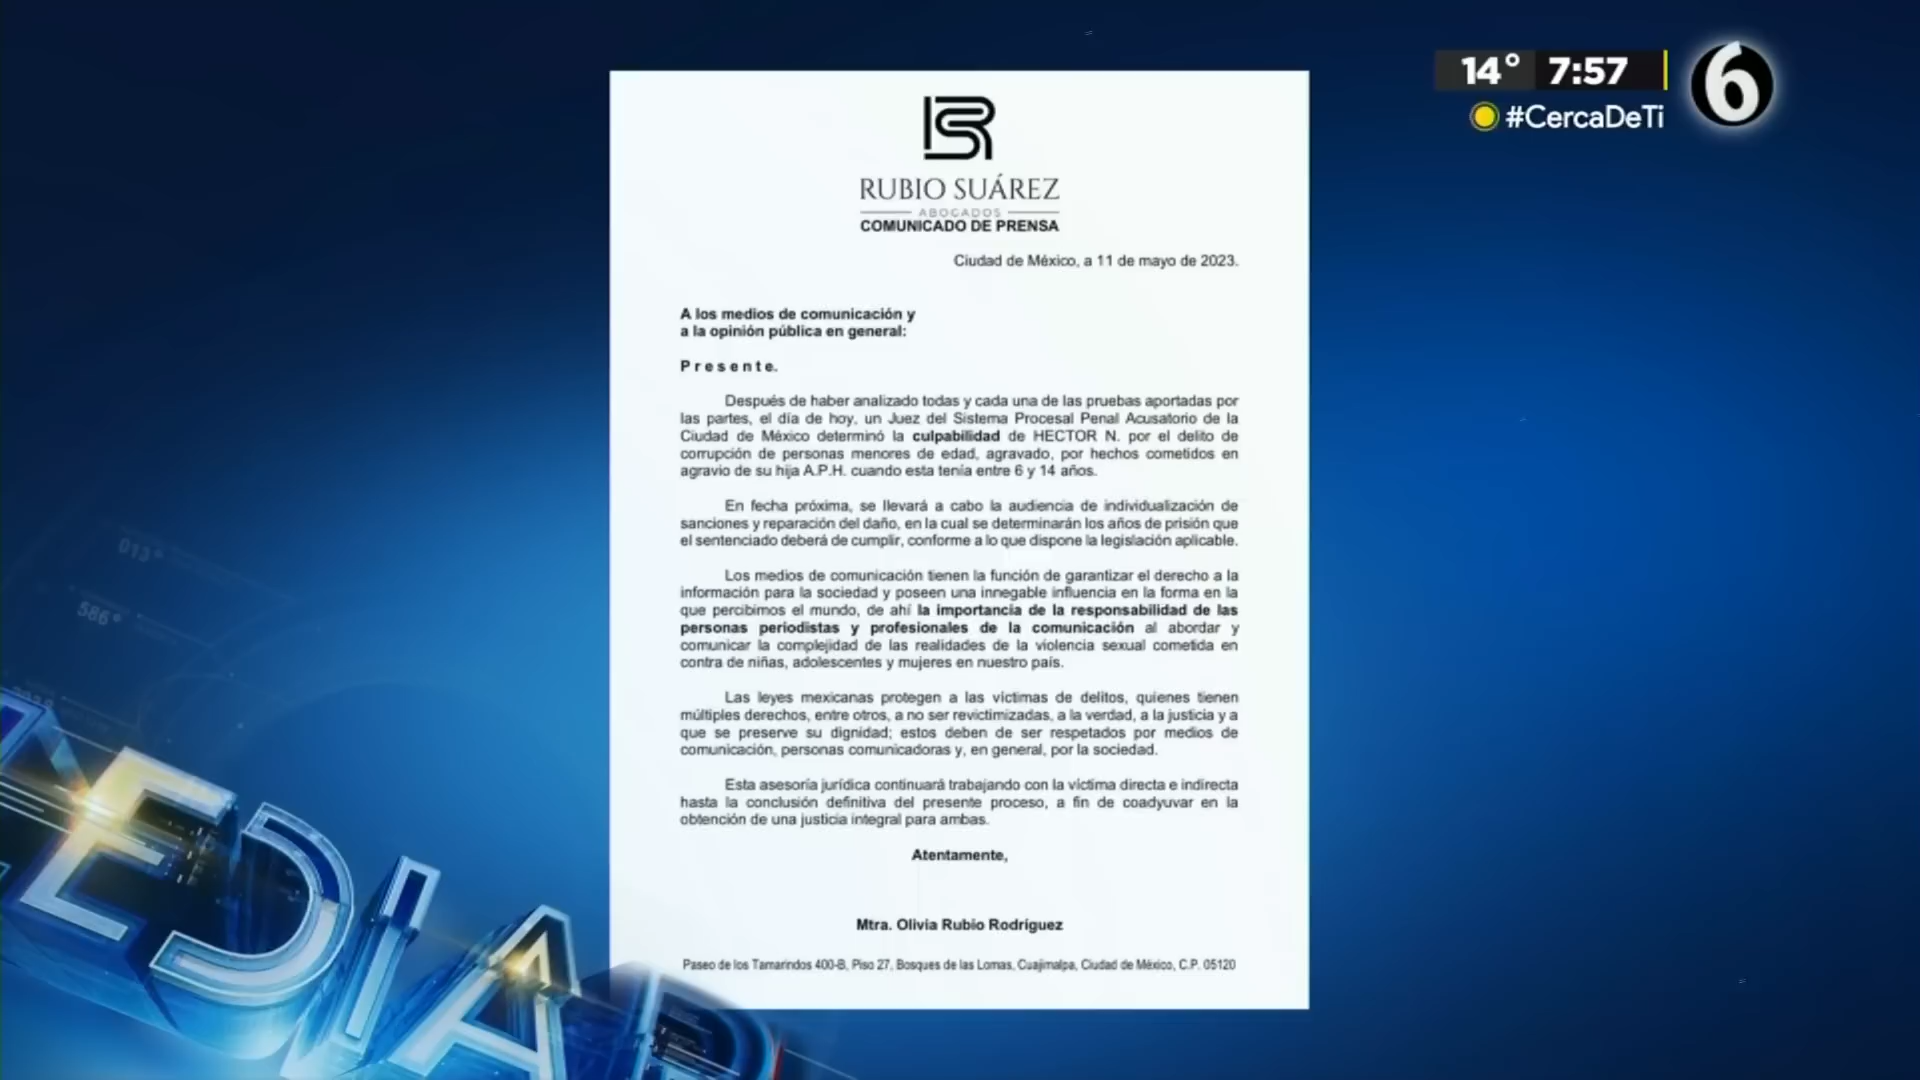 14° 7:57
6
#CercaDeTi
RUBIO SUÁREZ
ABOGADOS
COMUNICADO DE PRENSA
Ciudad de México, a 11 de mayo de 2023.
A los medios de comunicación y
a la opinión pública en general:
P r e s e n t e.
Después de haber analizado todas y cada una de las pruebas aportadas por
las partes, el día de hoy, un Juez del Sistema Procesal Penal Acusatorio de la
Ciudad de México determinó la culpabilidad de HECTOR N. por el delito de
corrupción de personas menores de edad, agravado, por hechos cometidos en
agravio de su hija A.P.H. cuando esta tenía entre 6 y 14 años.
En fecha próxima, se llevará a cabo la audiencia de individualización de
sanciones y reparación del daño, en la cual se determinarán los años de prisión que
el sentenciado deberá de cumplir, conforme a lo que dispone la legislación aplicable.
Los medios de comunicación tienen la función de garantizar el derecho a la
información para la sociedad y poseen una innegable influencia en la forma en la
que percibimos el mundo, de ahí la importancia de la responsabilidad de las
personas periodistas y profesionales de la comunicación al abordar y
comunicar la complejidad de las realidades de la violencia sexual cometida en
contra de niñas, adolescentes y mujeres en nuestro país.
Las leyes mexicanas protegen a las víctimas de delitos, quienes tienen
múltiples derechos, entre otros, a no ser revictimizadas, a la verdad, a la justicia y a
que se preserve su dignidad; estos deben de ser respetados por medios de
comunicación, personas comunicadoras y, en general, por la sociedad.
Esta asesoría jurídica continuará trabajando con la víctima directa e indirecta
hasta la conclusión definitiva del presente proceso, a fin de coadyuvar en la
obtención de una justicia integral para ambas.
Atentamente,
Mtra. Olivia Rubio Rodríguez
Paseo de los Tamarindos 400-B, Piso 27, Bosques de las Lomas, Cuajimalpa, Ciudad de México, C.P. 05120
013°
586°